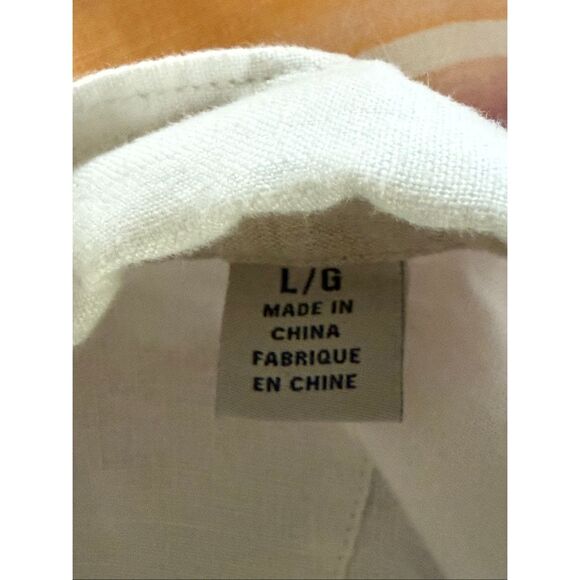 L/G
MADE IN
CHINA
FABRIQUE
EN CHINE